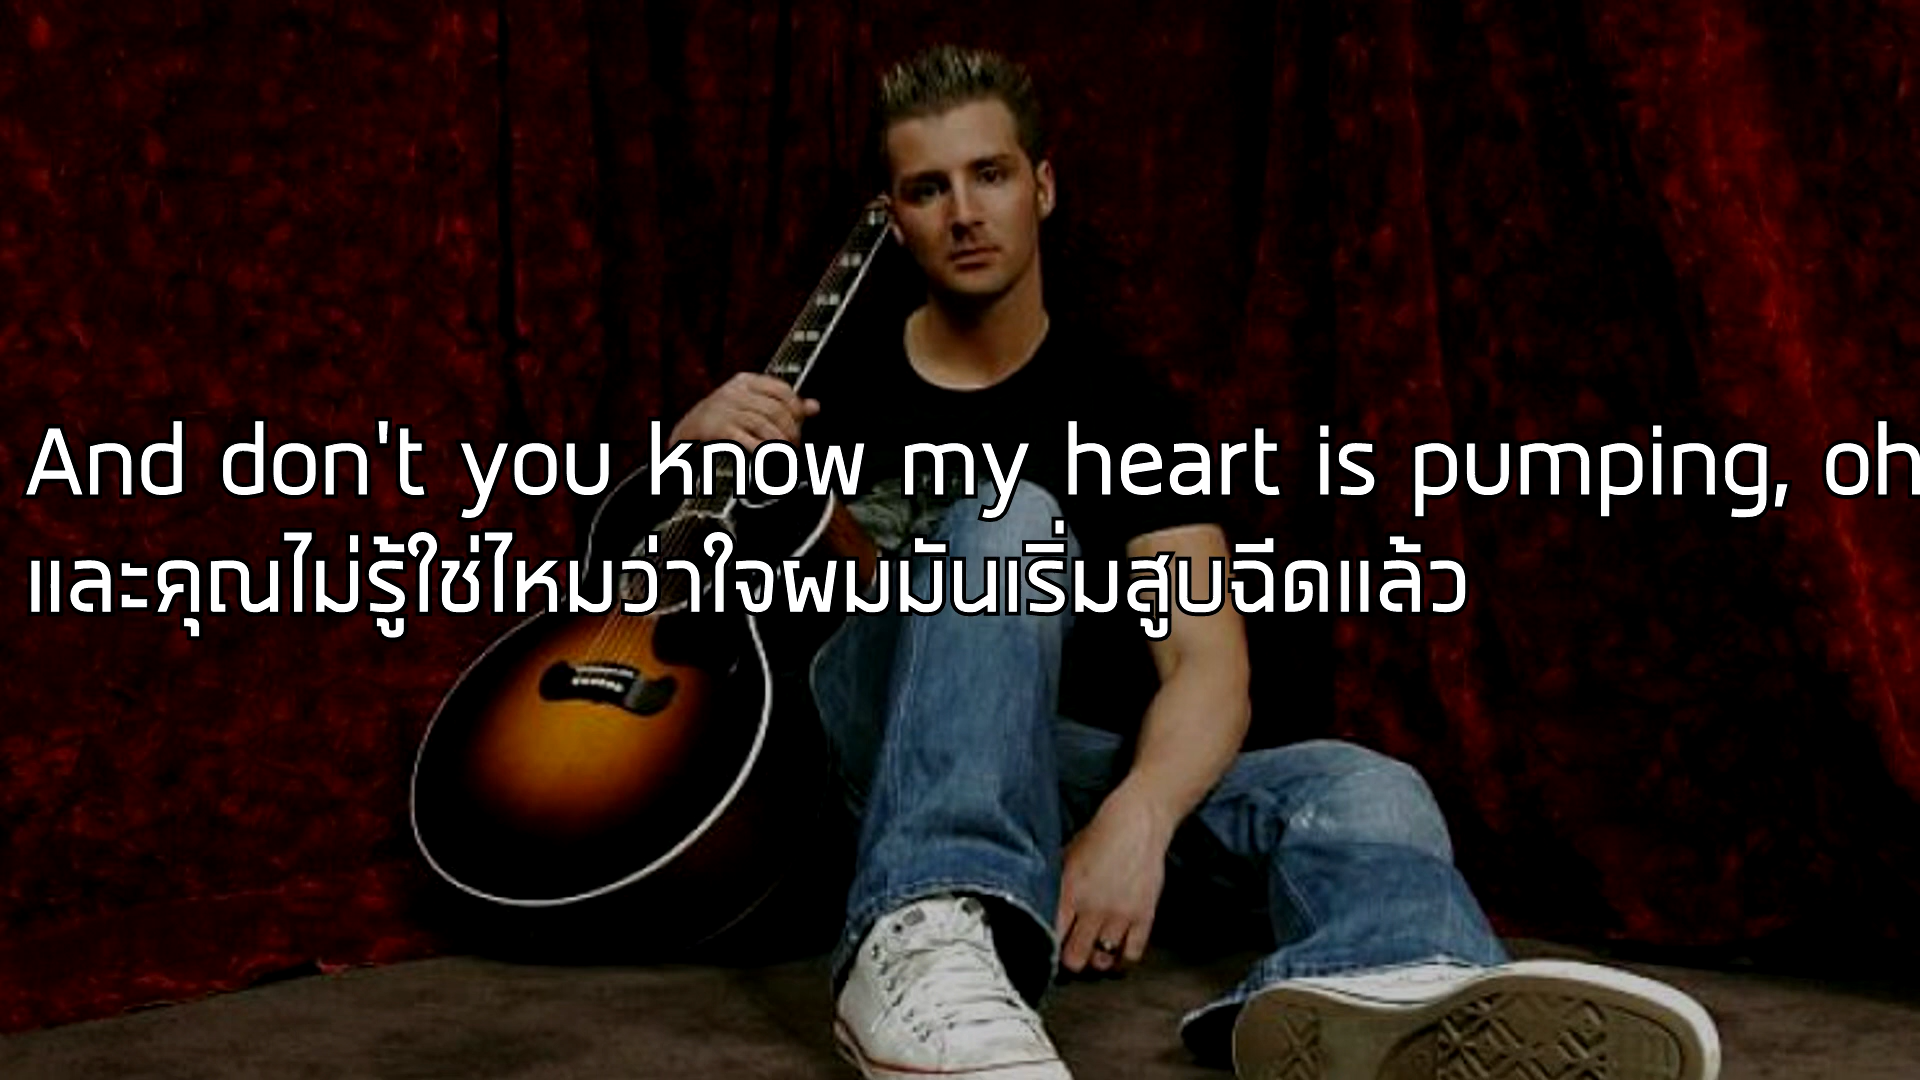 And don't you know my heart is pumping, oh
และคุณไม่รู้ใช่ไหมว่าใจผมมันเริ่มสูบฉีดแล้ว